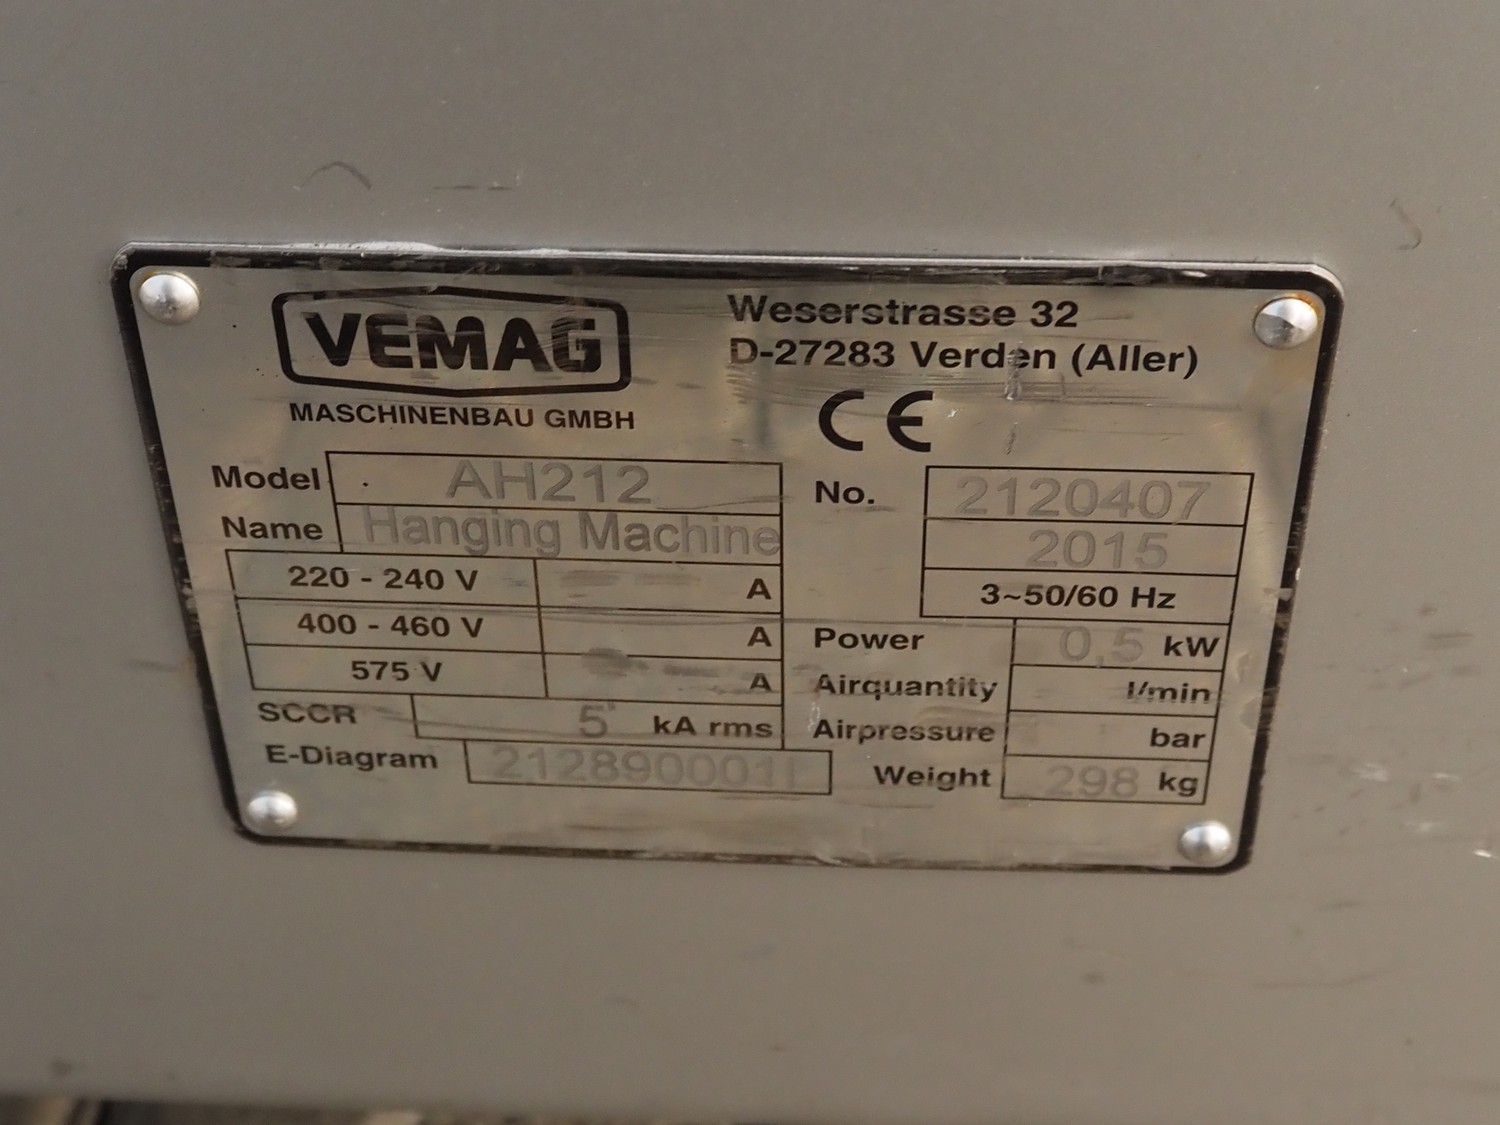 VEMAG
MASCHINENBAU GMBH
Weserstrasse 32
D-27283 Verden (Aller)
CE
Model AH212
No. 2120407
Name Hanging Machine
2015
220 - 240 V A
3~50/60 Hz
400 - 460 V A
Power 0,5 kW
575 V A
Airquantity l/min
SCCR 5 kA rms
Airpressure bar
E-Diagram
Weight 298 kg